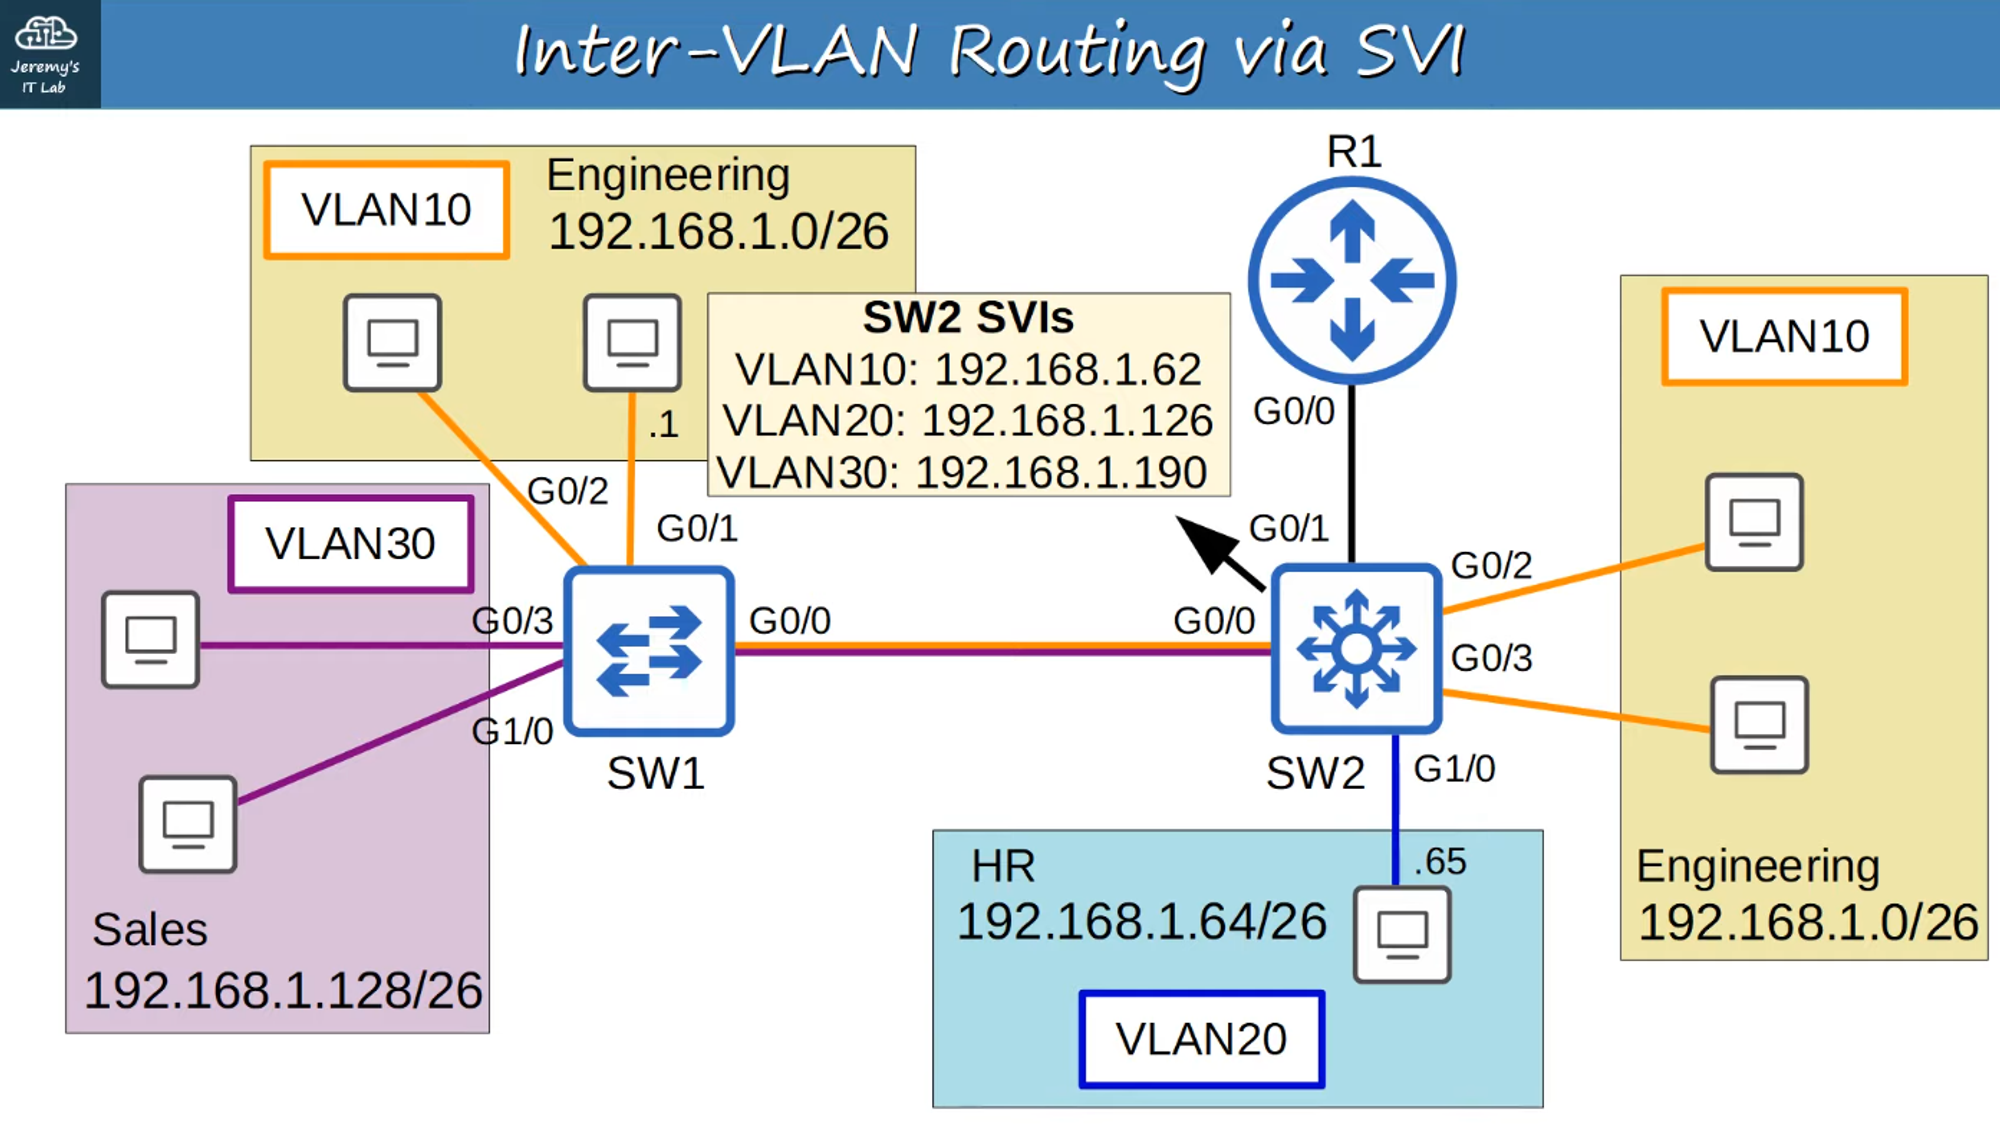 Jeremy's
IT Lab
Inter-VLAN Routing via SVI
VLAN10
Engineering
192.168.1.0/26
.1
G0/2
G0/1
SW2 SVIs
VLAN10: 192.168.1.62
VLAN20: 192.168.1.126
VLAN30: 192.168.1.190
R1
G0/0
G0/1
VLAN10
G0/2
G0/3
Engineering
192.168.1.0/26
VLAN30
G0/3
G1/0
Sales
192.168.1.128/26
G0/0
SW1
G0/0
SW2
G1/0
HR
.65
192.168.1.64/26
VLAN20